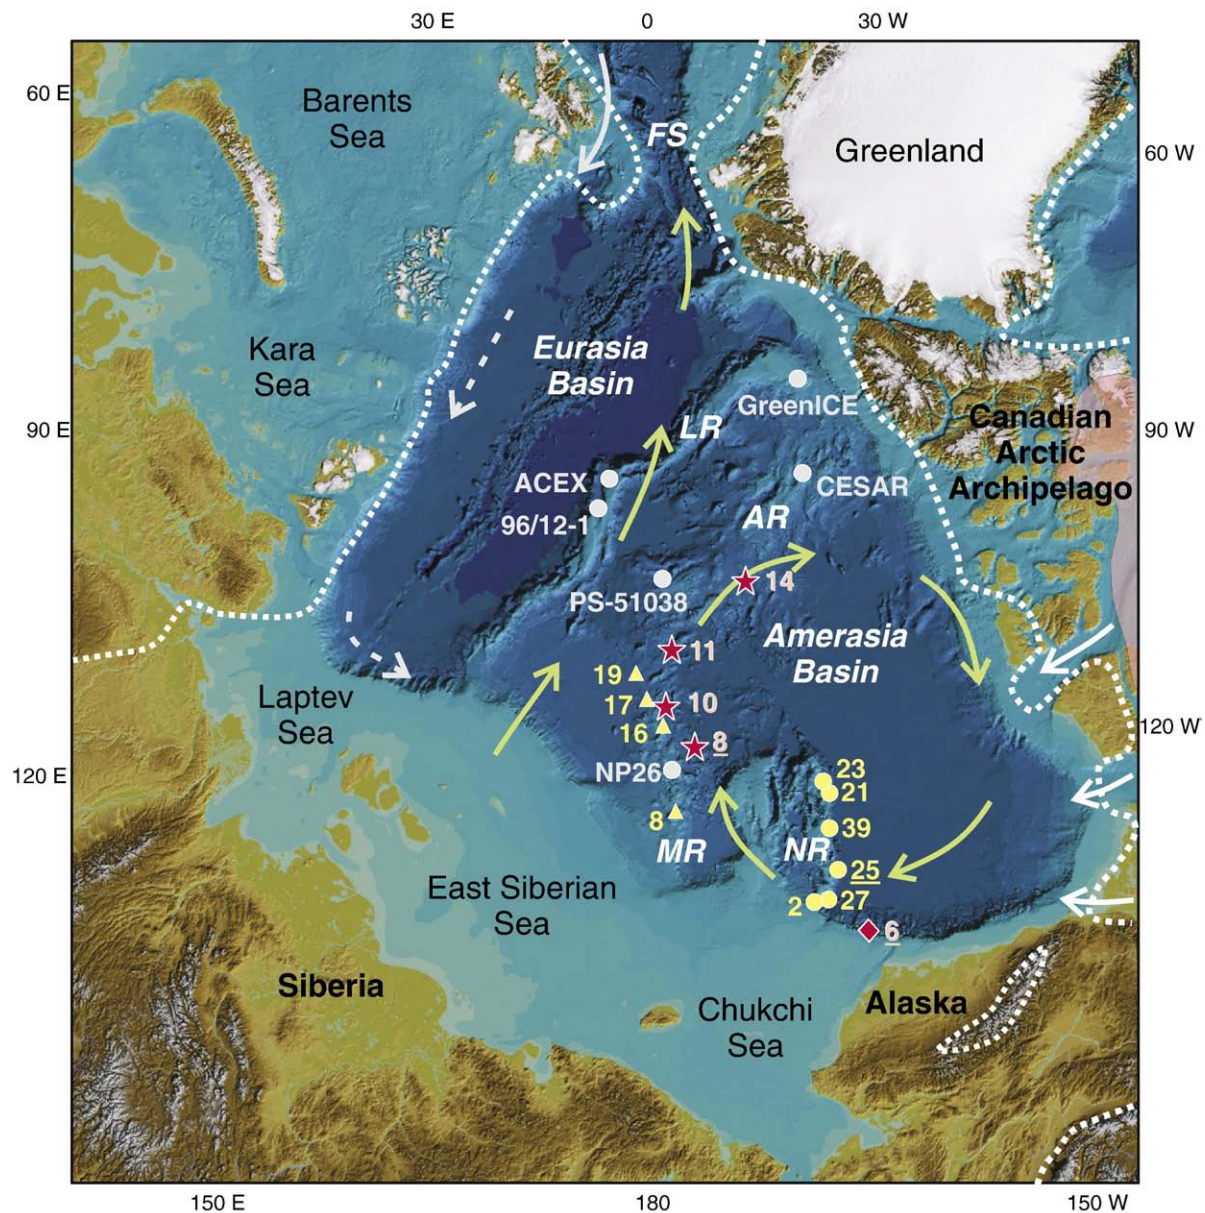 30 E
0
30 W
60 E
Barents
Sea
FS
Greenland
60 W
Kara
Sea
Eurasia
Basin
GreenICE
LR
90 E
Canadian
Arctic
Archipelago
90 W
ACEX
CESAR
96/12-1
AR
14
PS-51038
Amerasia
Basin
11
19
17
10
16
8
Laptev
Sea
120 W
NP26
120 E
23
21
8
39
MR
NR
25
East Siberian
Sea
2
27
6
Siberia
Chukchi
Sea
Alaska
150 E
180
150 W